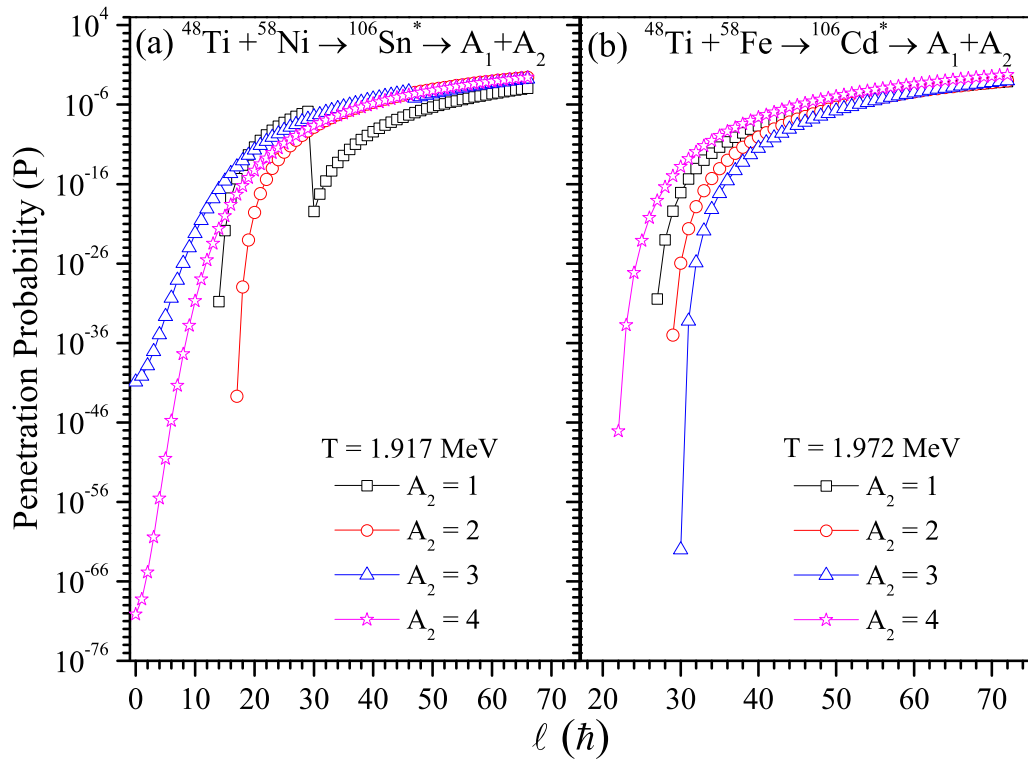 (a) ⁴⁸Ti + ⁵⁸Ni → ¹⁰⁶Sn* → A₁+A₂
(b) ⁴⁸Ti + ⁵⁸Fe → ¹⁰⁶Cd* → A₁+A₂
Penetration Probability (P)
10⁴
10⁻⁶
10⁻¹⁶
10⁻²⁶
10⁻³⁶
10⁻⁴⁶
10⁻⁵⁶
10⁻⁶⁶
10⁻⁷⁶
T = 1.917 MeV
A₂ = 1
A₂ = 2
A₂ = 3
A₂ = 4
T = 1.972 MeV
A₂ = 1
A₂ = 2
A₂ = 3
A₂ = 4
0 10 20 30 40 50 60 70 20 30 40 50 60 70
ℓ (ℏ)